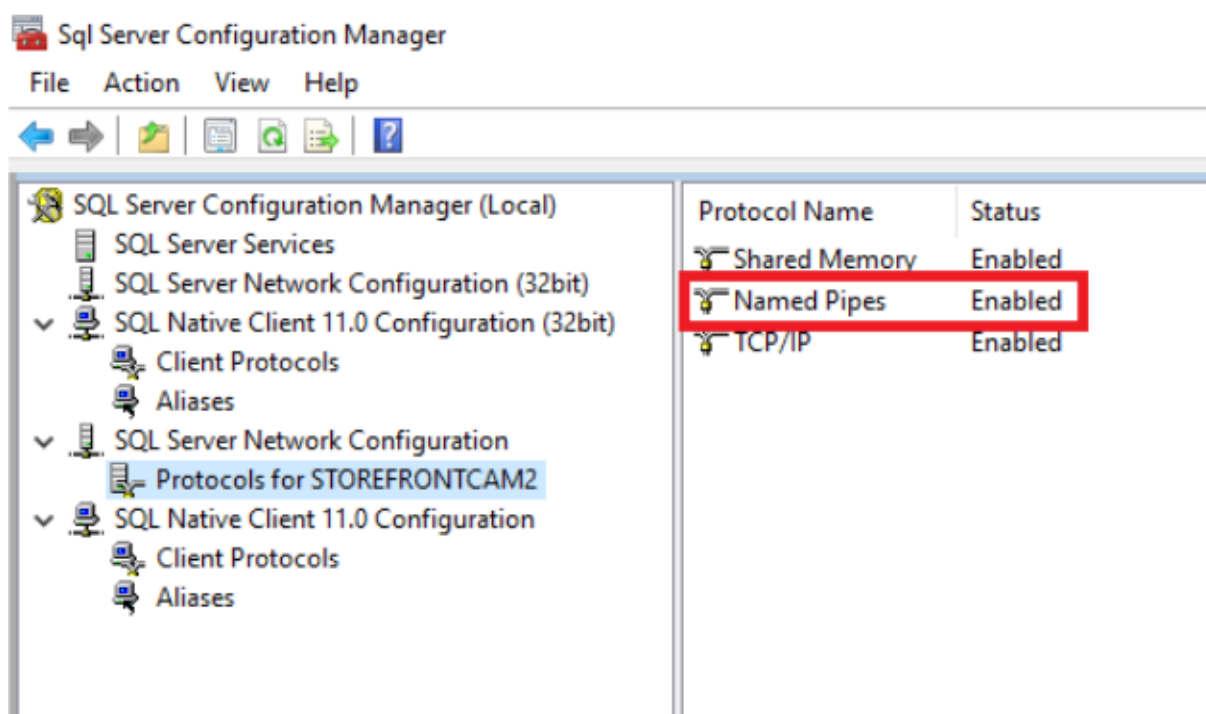 Sql Server Configuration Manager
File Action View Help
SQL Server Configuration Manager (Local)
SQL Server Services
SQL Server Network Configuration (32bit)
SQL Native Client 11.0 Configuration (32bit)
Client Protocols
Aliases
SQL Server Network Configuration
Protocols for STOREFRONTCAM2
SQL Native Client 11.0 Configuration
Client Protocols
Aliases
Protocol Name Status
Shared Memory Enabled
Named Pipes Enabled
TCP/IP Enabled